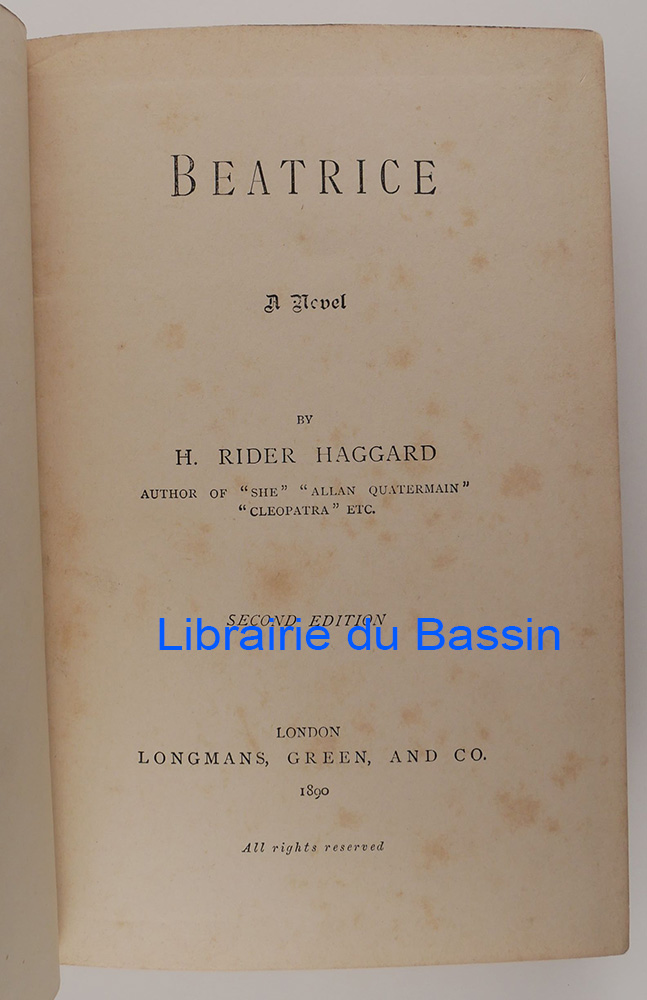 BEATRICE
A Novel
BY
H. RIDER HAGGARD
AUTHOR OF "SHE" "ALLAN QUATERMAIN"
"CLEOPATRA" ETC.
SECOND EDITION
Librairie du Bassin
LONDON
LONGMANS, GREEN, AND CO.
1890
All rights reserved